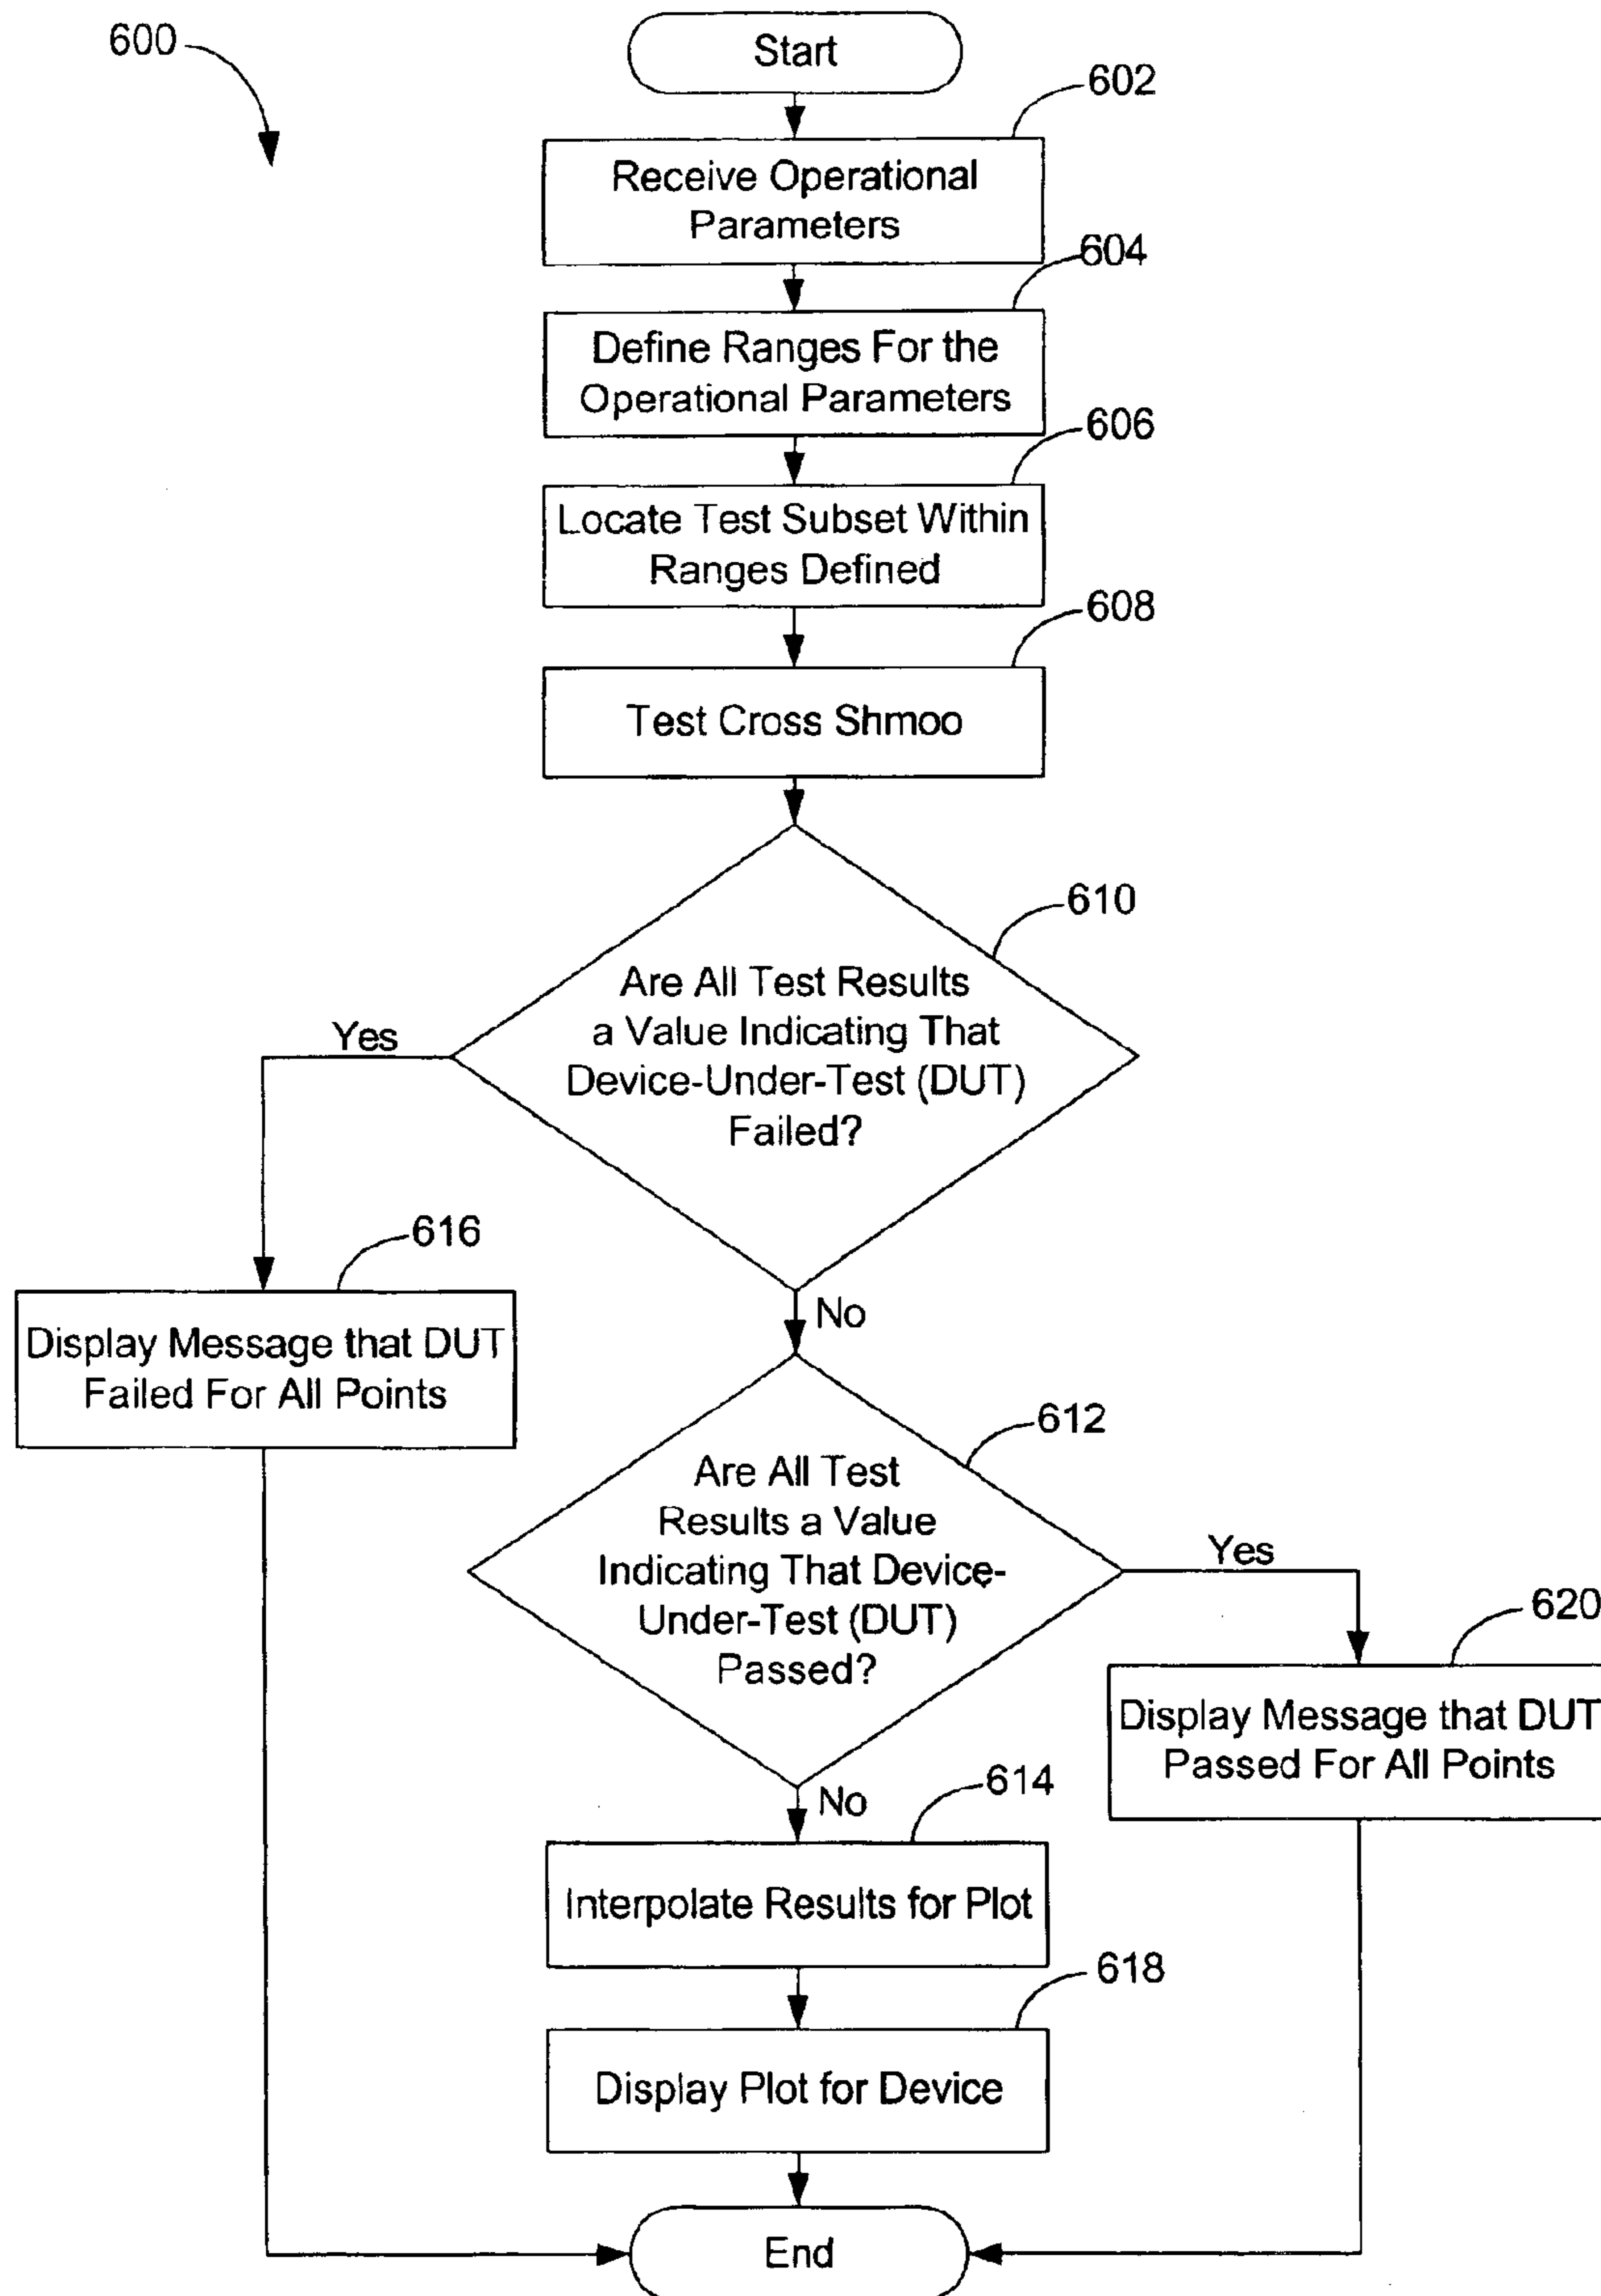 600
Start
602
Receive Operational
Parameters
604
Define Ranges For the
Operational Parameters
606
Locate Test Subset Within
Ranges Defined
608
Test Cross Shmoo
610
Are All Test Results
a Value Indicating That
Device-Under-Test (DUT)
Failed?
Yes
616
Display Message that DUT
Failed For All Points
No
612
Are All Test
Results a Value
Indicating That Device-
Under-Test (DUT)
Passed?
Yes
620
Display Message that DUT
Passed For All Points
No
614
Interpolate Results for Plot
618
Display Plot for Device
End